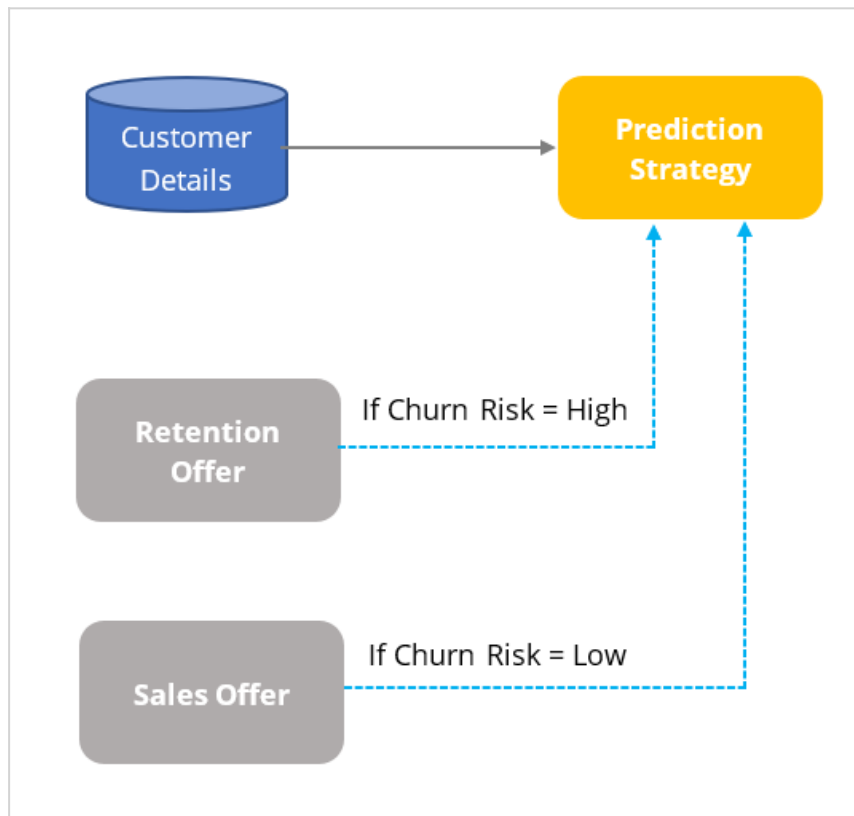 Customer
Details
Prediction
Strategy
If Churn Risk = High
Retention
Offer
If Churn Risk = Low
Sales Offer